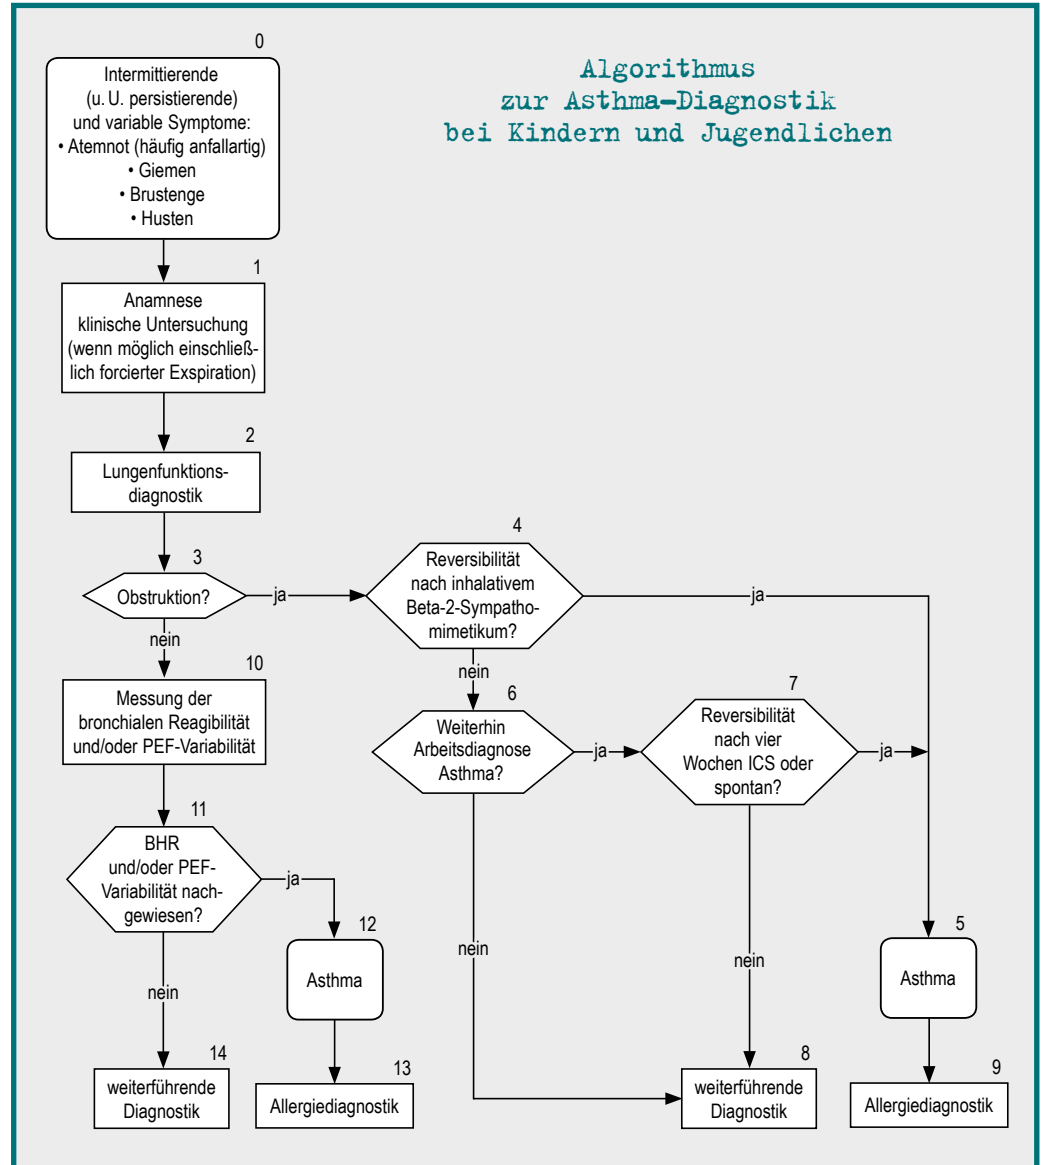 Algorithmus
zur Asthma-Diagnostik
bei Kindern und Jugendlichen
0
Intermittierende
(u. U. persistierende)
und variable Symptome:
• Atemnot (häufig anfallartig)
• Giemen
• Brustenge
• Husten
1
Anamnese
klinische Untersuchung
(wenn möglich einschließ-
lich forcierter Exspiration)
2
Lungenfunktions-
diagnostik
3
Obstruktion?
ja
nein
4
Reversibilität
nach inhalativem
Beta-2-Sympatho-
mimetikum?
ja
nein
10
Messung der
bronchialen Reagibilität
und/oder PEF-Variabilität
6
Weiterhin
Arbeitsdiagnose
Asthma?
ja
nein
7
Reversibilität
nach vier
Wochen ICS oder
spontan?
ja
nein
11
BHR
und/oder PEF-
Variabilität nach-
gewiesen?
ja
nein
12
Asthma
5
Asthma
14
weiterführende
Diagnostik
13
Allergiediagnostik
8
weiterführende
Diagnostik
9
Allergiediagnostik